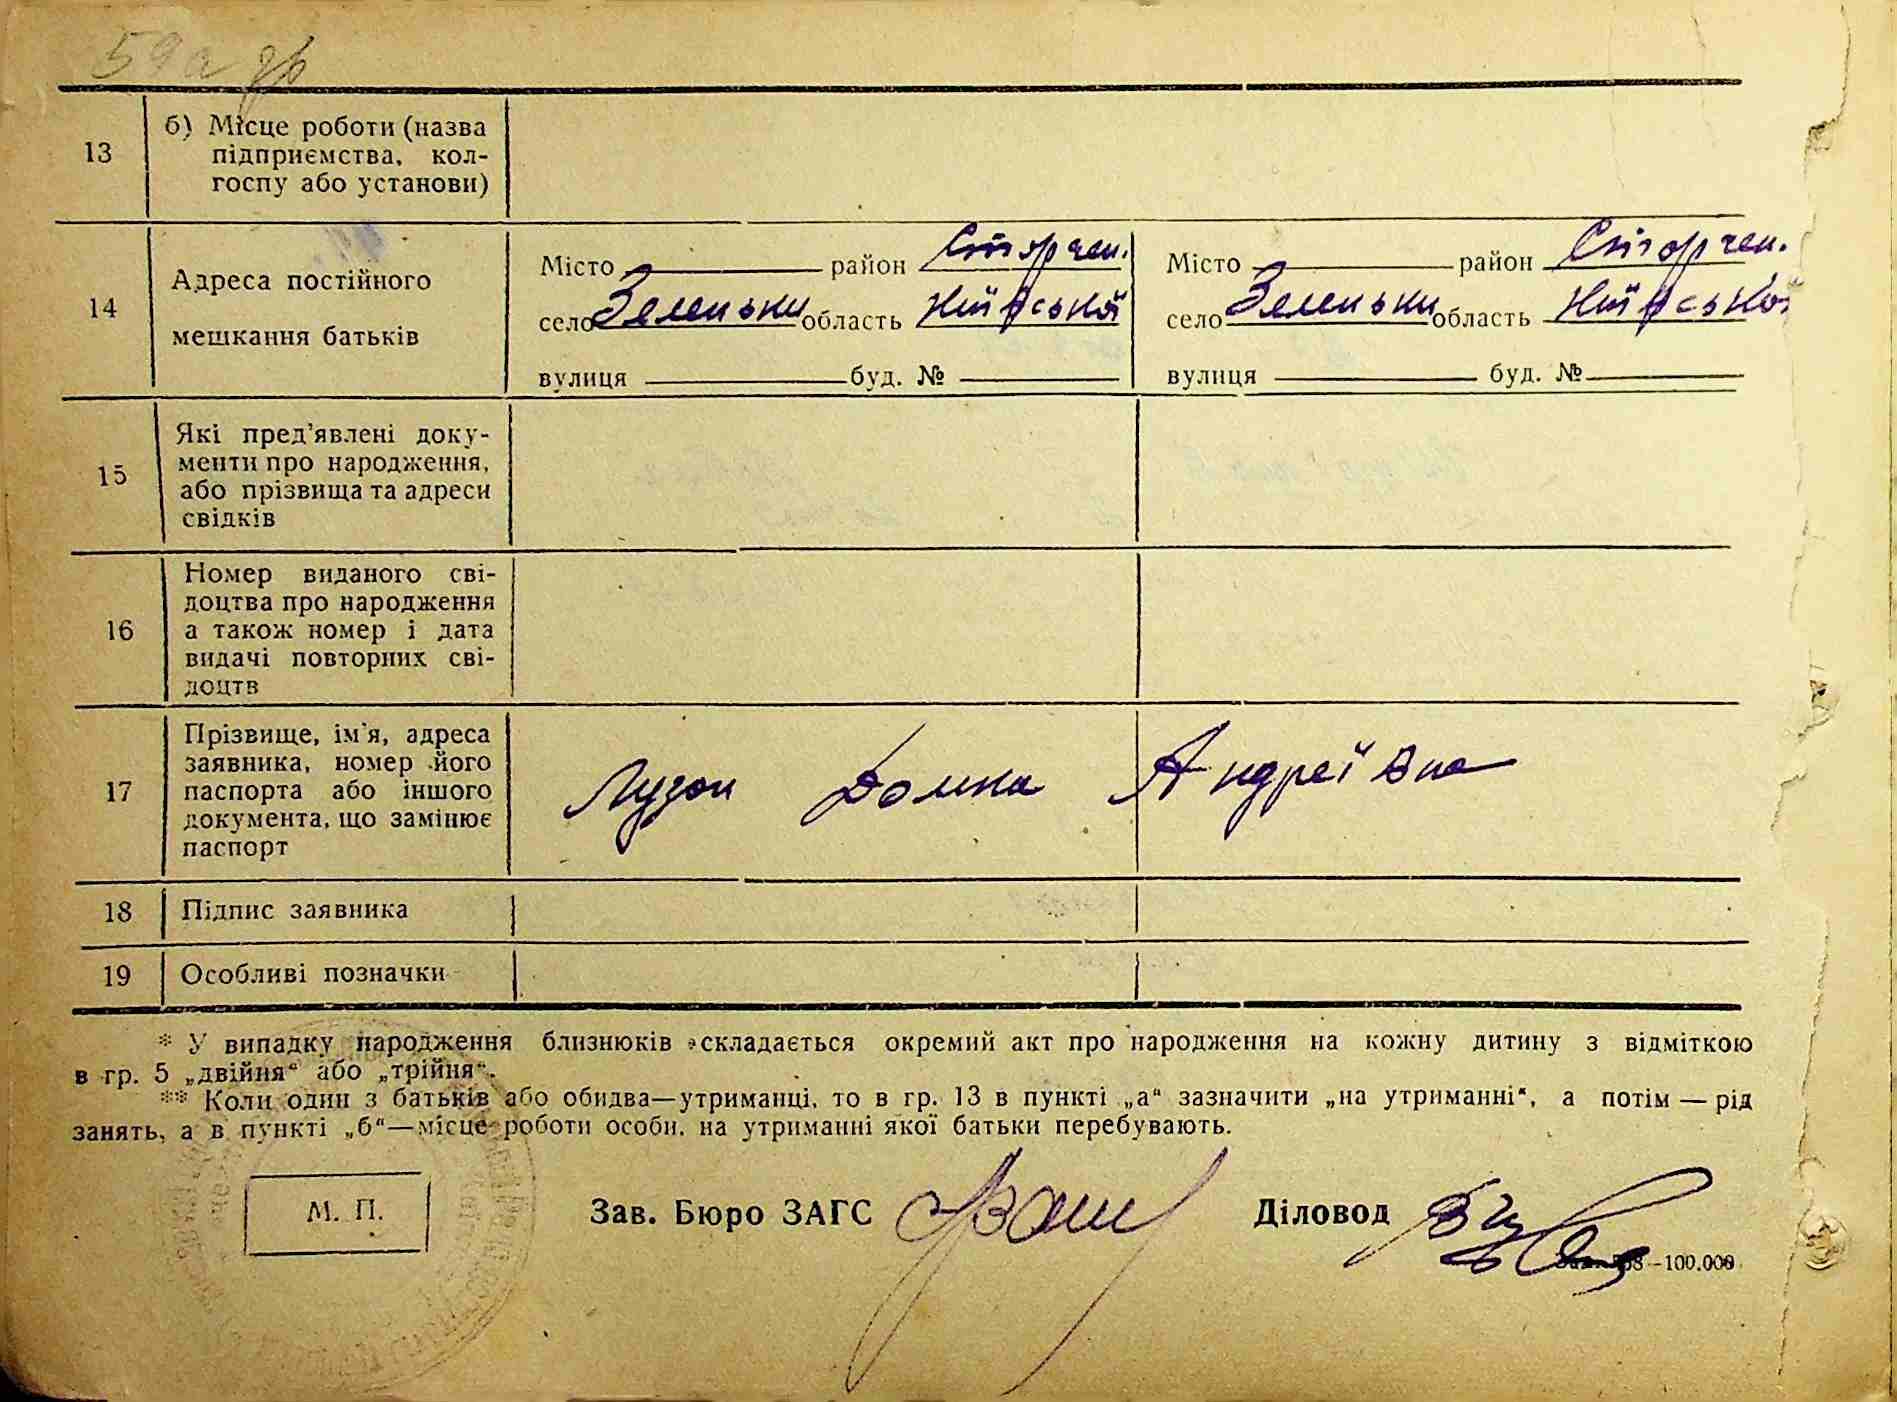 59а
13
б) Місце роботи (назва
підприємства, кол-
госпу або установи)
14
Адреса постійного
мешкання батьків
Місто район
село Зеленьки область Київської
вулиця буд. №
Місто район
село Зеленьки область Київської
вулиця буд. №
15
Які пред'явлені доку-
менти про народження,
або прізвища та адреси
свідків
16
Номер виданого сві-
доцтва про народження
а також номер і дата
видачі повторних сві-
доцтв
17
Прізвище, ім'я, адреса
заявника, номер його
паспорта або іншого
документа, що замінює
паспорт
Лузан Домна Андреївна
18 Підпис заявника
19 Особливі позначки
* У випадку народження близнюків складається окремий акт про народження на кожну дитину з відміткою
в гр. 5 „двійня“ або „трійня“.
** Коли один з батьків або обидва—утриманці, то в гр. 13 в пункті „а“ зазначити „на утриманні“, а потім — рід
занять, а в пункті „б“—місце роботи особи, на утриманні якої батьки перебувають.
М. П.
Зав. Бюро ЗАГС
Діловод
–100.000